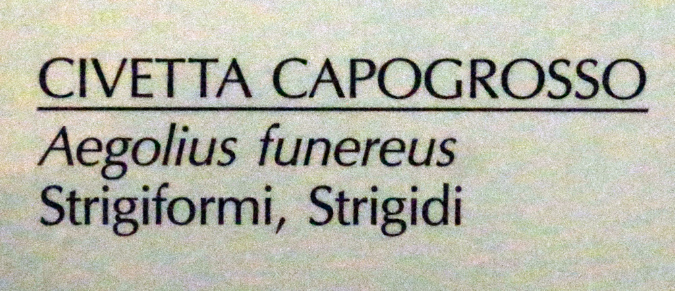 CIVETTA CAPOGROSSO
Aegolius funereus
Strigiformi, Strigidi